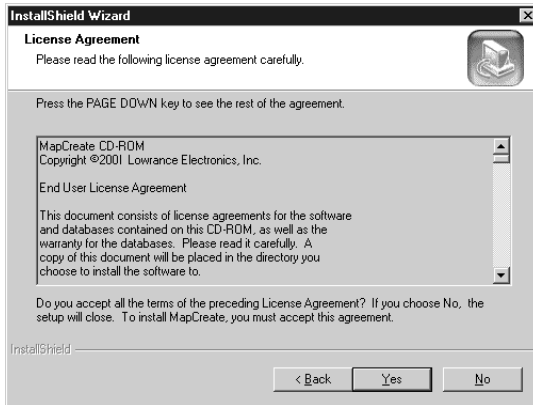 InstallShield Wizard
License Agreement
Please read the following license agreement carefully.
Press the PAGE DOWN key to see the rest of the agreement.
MapCreate CD-ROM
Copyright ©2001 Lowrance Electronics, Inc.
End User License Agreement
This document consists of license agreements for the software
and databases contained on this CD-ROM, as well as the
warranty for the databases. Please read it carefully. A
copy of this document will be placed in the directory you
choose to install the software to.
Do you accept all the terms of the preceding License Agreement? If you choose No, the
setup will close. To install MapCreate, you must accept this agreement.
InstallShield
< Back
Yes
No